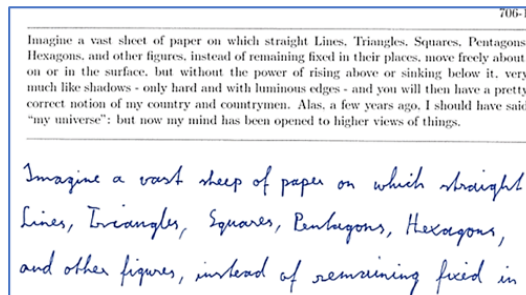 706-1
Imagine a vast sheet of paper on which straight Lines, Triangles, Squares, Pentagons
Hexagons, and other figures, instead of remaining fixed in their places, move freely about
on or in the surface, but without the power of rising above or sinking below it, very
much like shadows - only hard and with luminous edges - and you will then have a pretty
correct notion of my country and countrymen. Alas, a few years ago, I should have said
“my universe”: but now my mind has been opened to higher views of things.
Imagine a vast sheep of paper on which straight
Lines, Triangles, Squares, Pentagons, Hexagons,
and other figures, instead of remaining fixed in